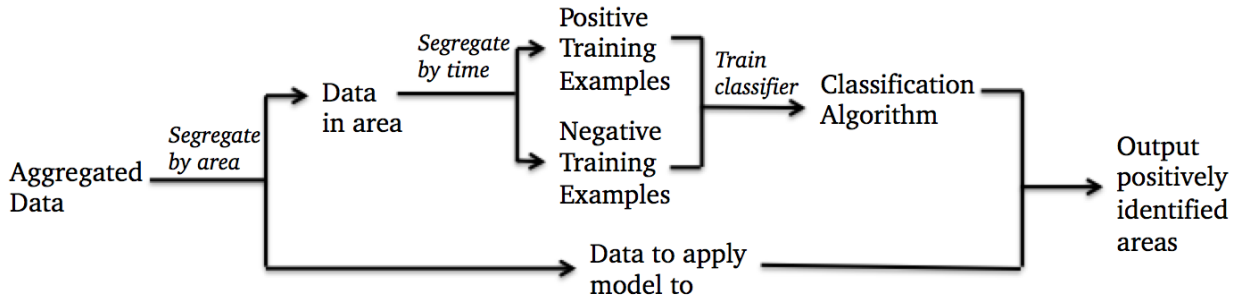 Aggregated
Data
Segregate
by area
Data
in area
Segregate
by time
Positive
Training
Examples
Negative
Training
Examples
Train
classifier
Classification
Algorithm
Data to apply
model to
Output
positively
identified
areas